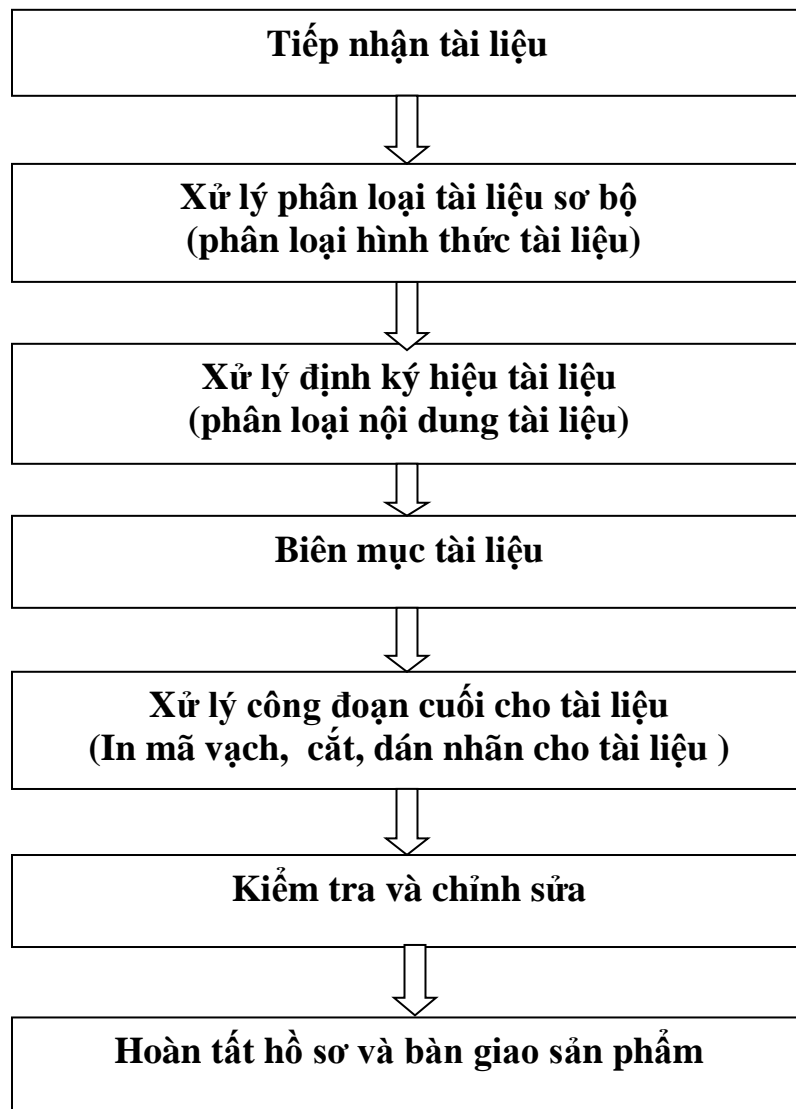 Tiếp nhận tài liệu
Xử lý phân loại tài liệu sơ bộ
(phân loại hình thức tài liệu)
Xử lý định ký hiệu tài liệu
(phân loại nội dung tài liệu)
Biên mục tài liệu
Xử lý công đoạn cuối cho tài liệu
(In mã vạch, cắt, dán nhãn cho tài liệu )
Kiểm tra và chỉnh sửa
Hoàn tất hồ sơ và bàn giao sản phẩm